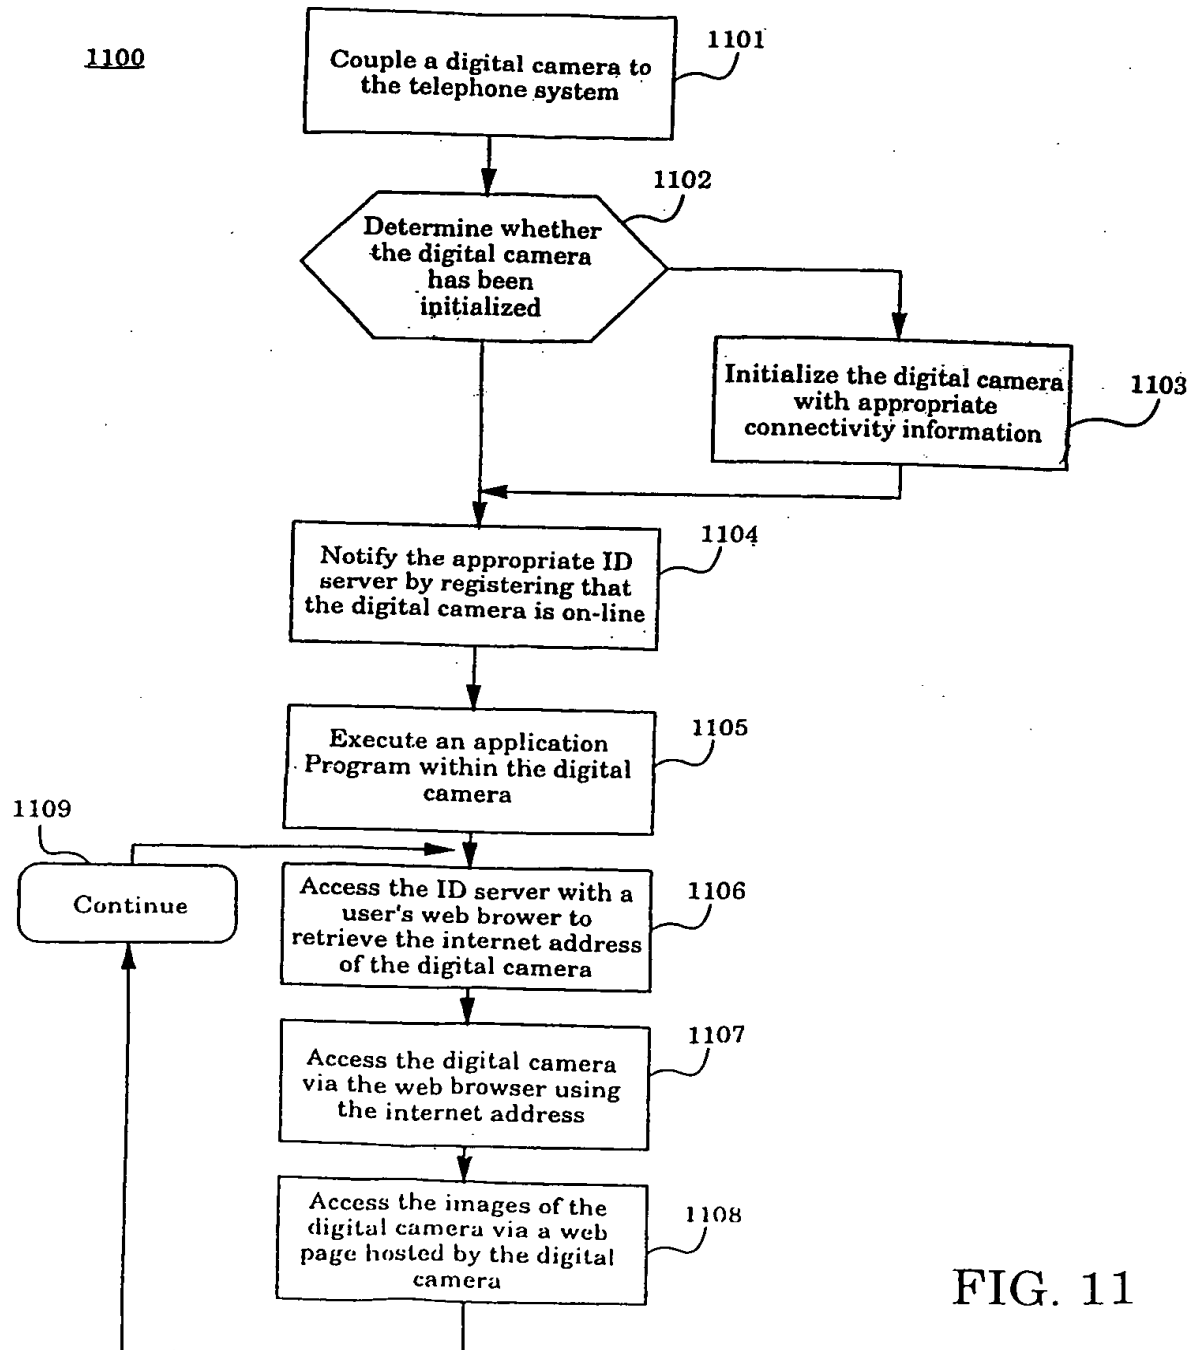 1100
Couple a digital camera to
the telephone system
1101
Determine whether
the digital camera
has been
initialized
1102
Initialize the digital camera
with appropriate
connectivity information
1103
Notify the appropriate ID
server by registering that
the digital camera is on-line
1104
Execute an application
Program within the digital
camera
1105
1109
Continue
Access the ID server with a
user's web brower to
retrieve the internet address
of the digital camera
1106
Access the digital camera
via the web browser using
the internet address
1107
Access the images of the
digital camera via a web
page hosted by the digital
camera
1108
FIG. 11